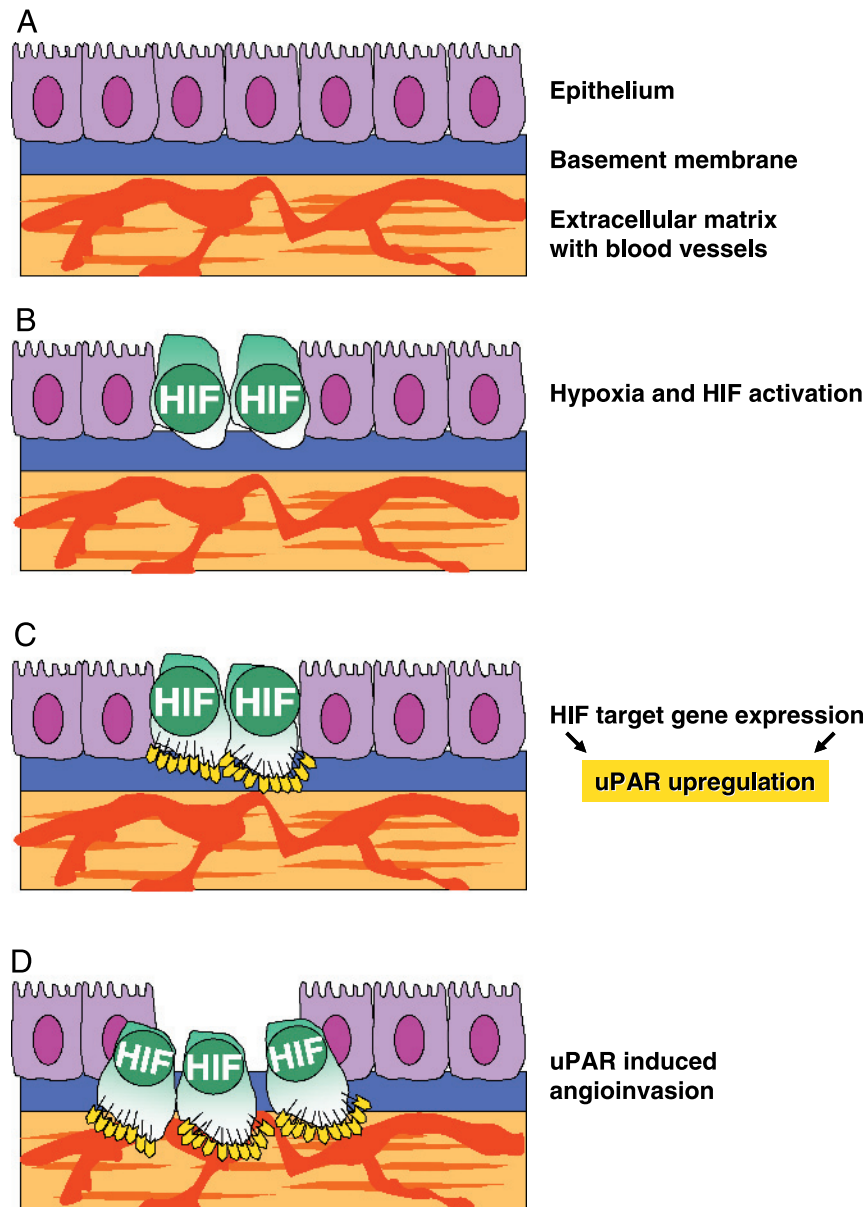 A
Epithelium
Basement membrane
Extracellular matrix
with blood vessels
B
HIF HIF
Hypoxia and HIF activation
C
HIF HIF
HIF target gene expression
uPAR upregulation
D
HIF HIF HIF
uPAR induced
angioinvasion